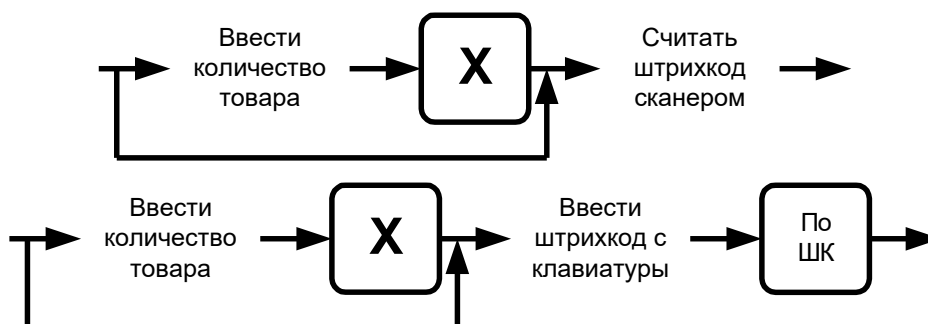 Ввести
количество
товара
X
Считать
штрихкод
сканером
Ввести
количество
товара
X
Ввести
штрихкод с
клавиатуры
По
ШК